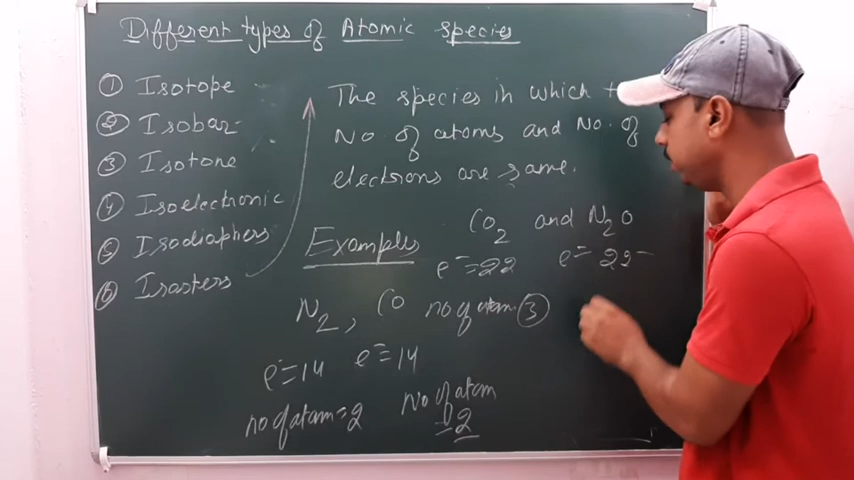 Different types of Atomic species
① Isotope
② Isobar
③ Isotone
④ Isoelectronic
⑤ Isodiaphers
⑥ Isosters
The species in which
No. of atoms and No. of
electrons are same.
Examples
CO2 and N2O
e⁻=22 e⁻=22
N2, CO no of atom ③
e⁻=14 e⁻=14
no of atom=2
No of atom
=2